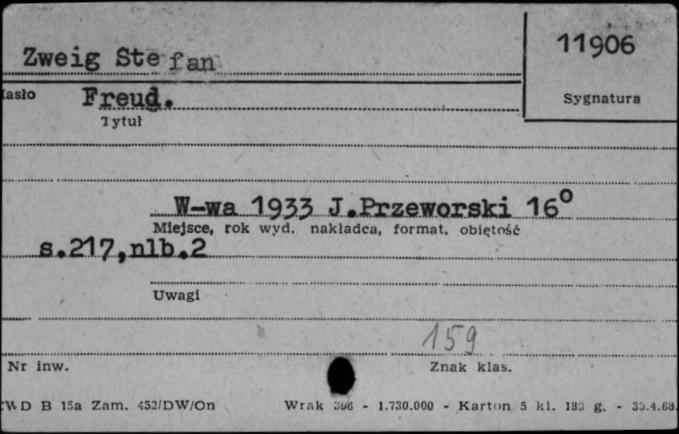 11906
Zweig Stefan
Sygnatura
Hasło
Freud.
Tytuł
W-wa 1933 J.Przeworski 16°
Miejsce, rok wyd. nakładca, format, objętość
s.217,nlb.2
Uwagi
159
Nr inw.
Znak klas.
CWD B 15a Zam. 452/DW/On Wrak 396 - 1.730.000 - Karton 5 kl. 180 g. - 30.4.68.